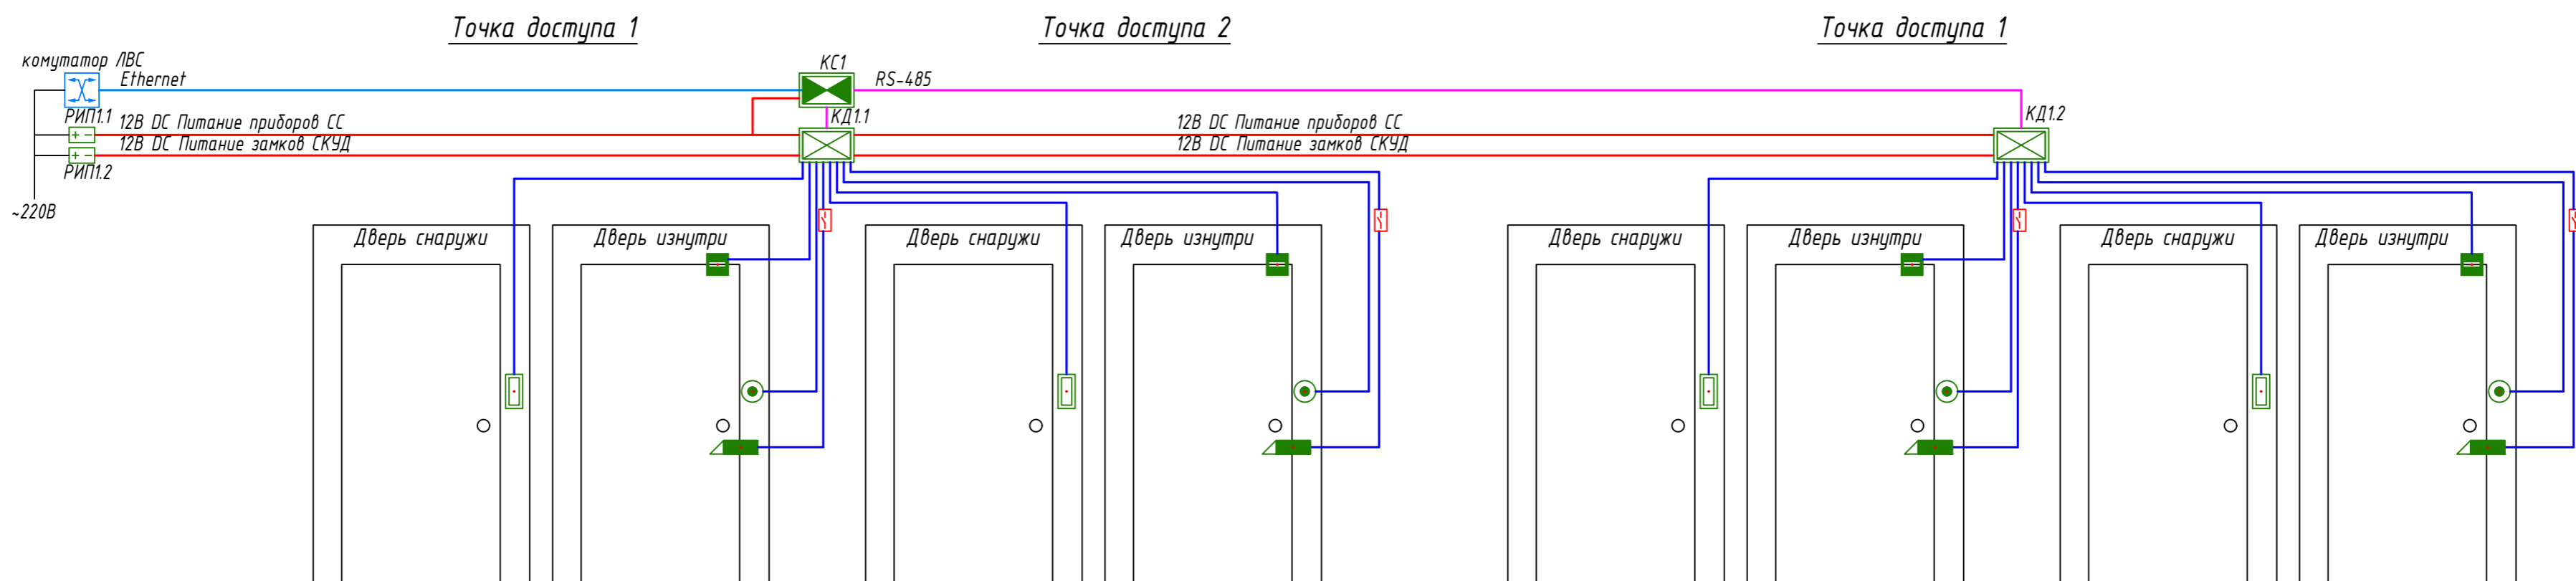 Точка доступа 1
Точка доступа 2
Точка доступа 1
комутатор ЛВС
Ethernet
КС1
RS-485
РИП1.1
12В DC Питание приборов СС
КД1.1
12В DC Питание приборов СС
КД1.2
12В DC Питание замков СКУД
12В DC Питание замков СКУД
РИП1.2
~220В
Дверь снаружи
Дверь изнутри
Дверь снаружи
Дверь изнутри
Дверь снаружи
Дверь изнутри
Дверь снаружи
Дверь изнутри